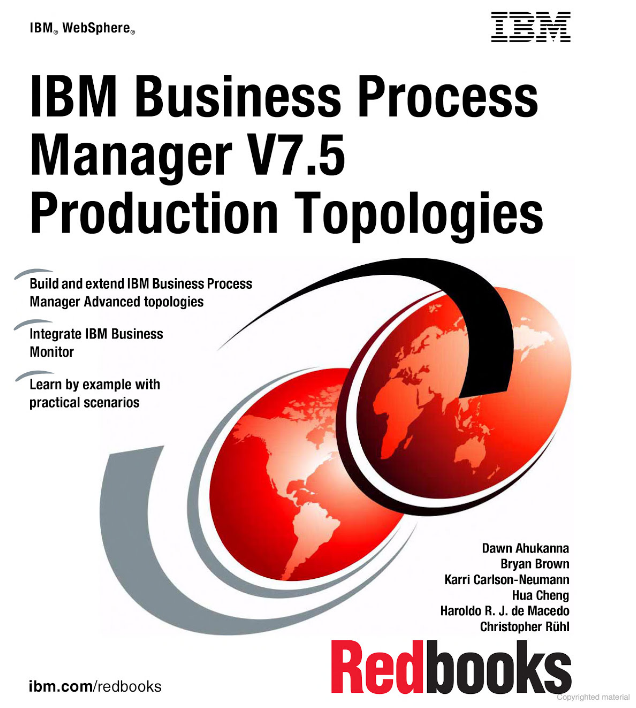 IBM® WebSphere®
IBM
IBM Business Process
Manager V7.5
Production Topologies
Build and extend IBM Business Process
Manager Advanced topologies
Integrate IBM Business
Monitor
Learn by example with
practical scenarios
Dawn Ahukanna
Bryan Brown
Karri Carlson-Neumann
Hua Cheng
Haroldo R. J. de Macedo
Christopher Rühl
ibm.com/redbooks
Redbooks
Copyrighted material